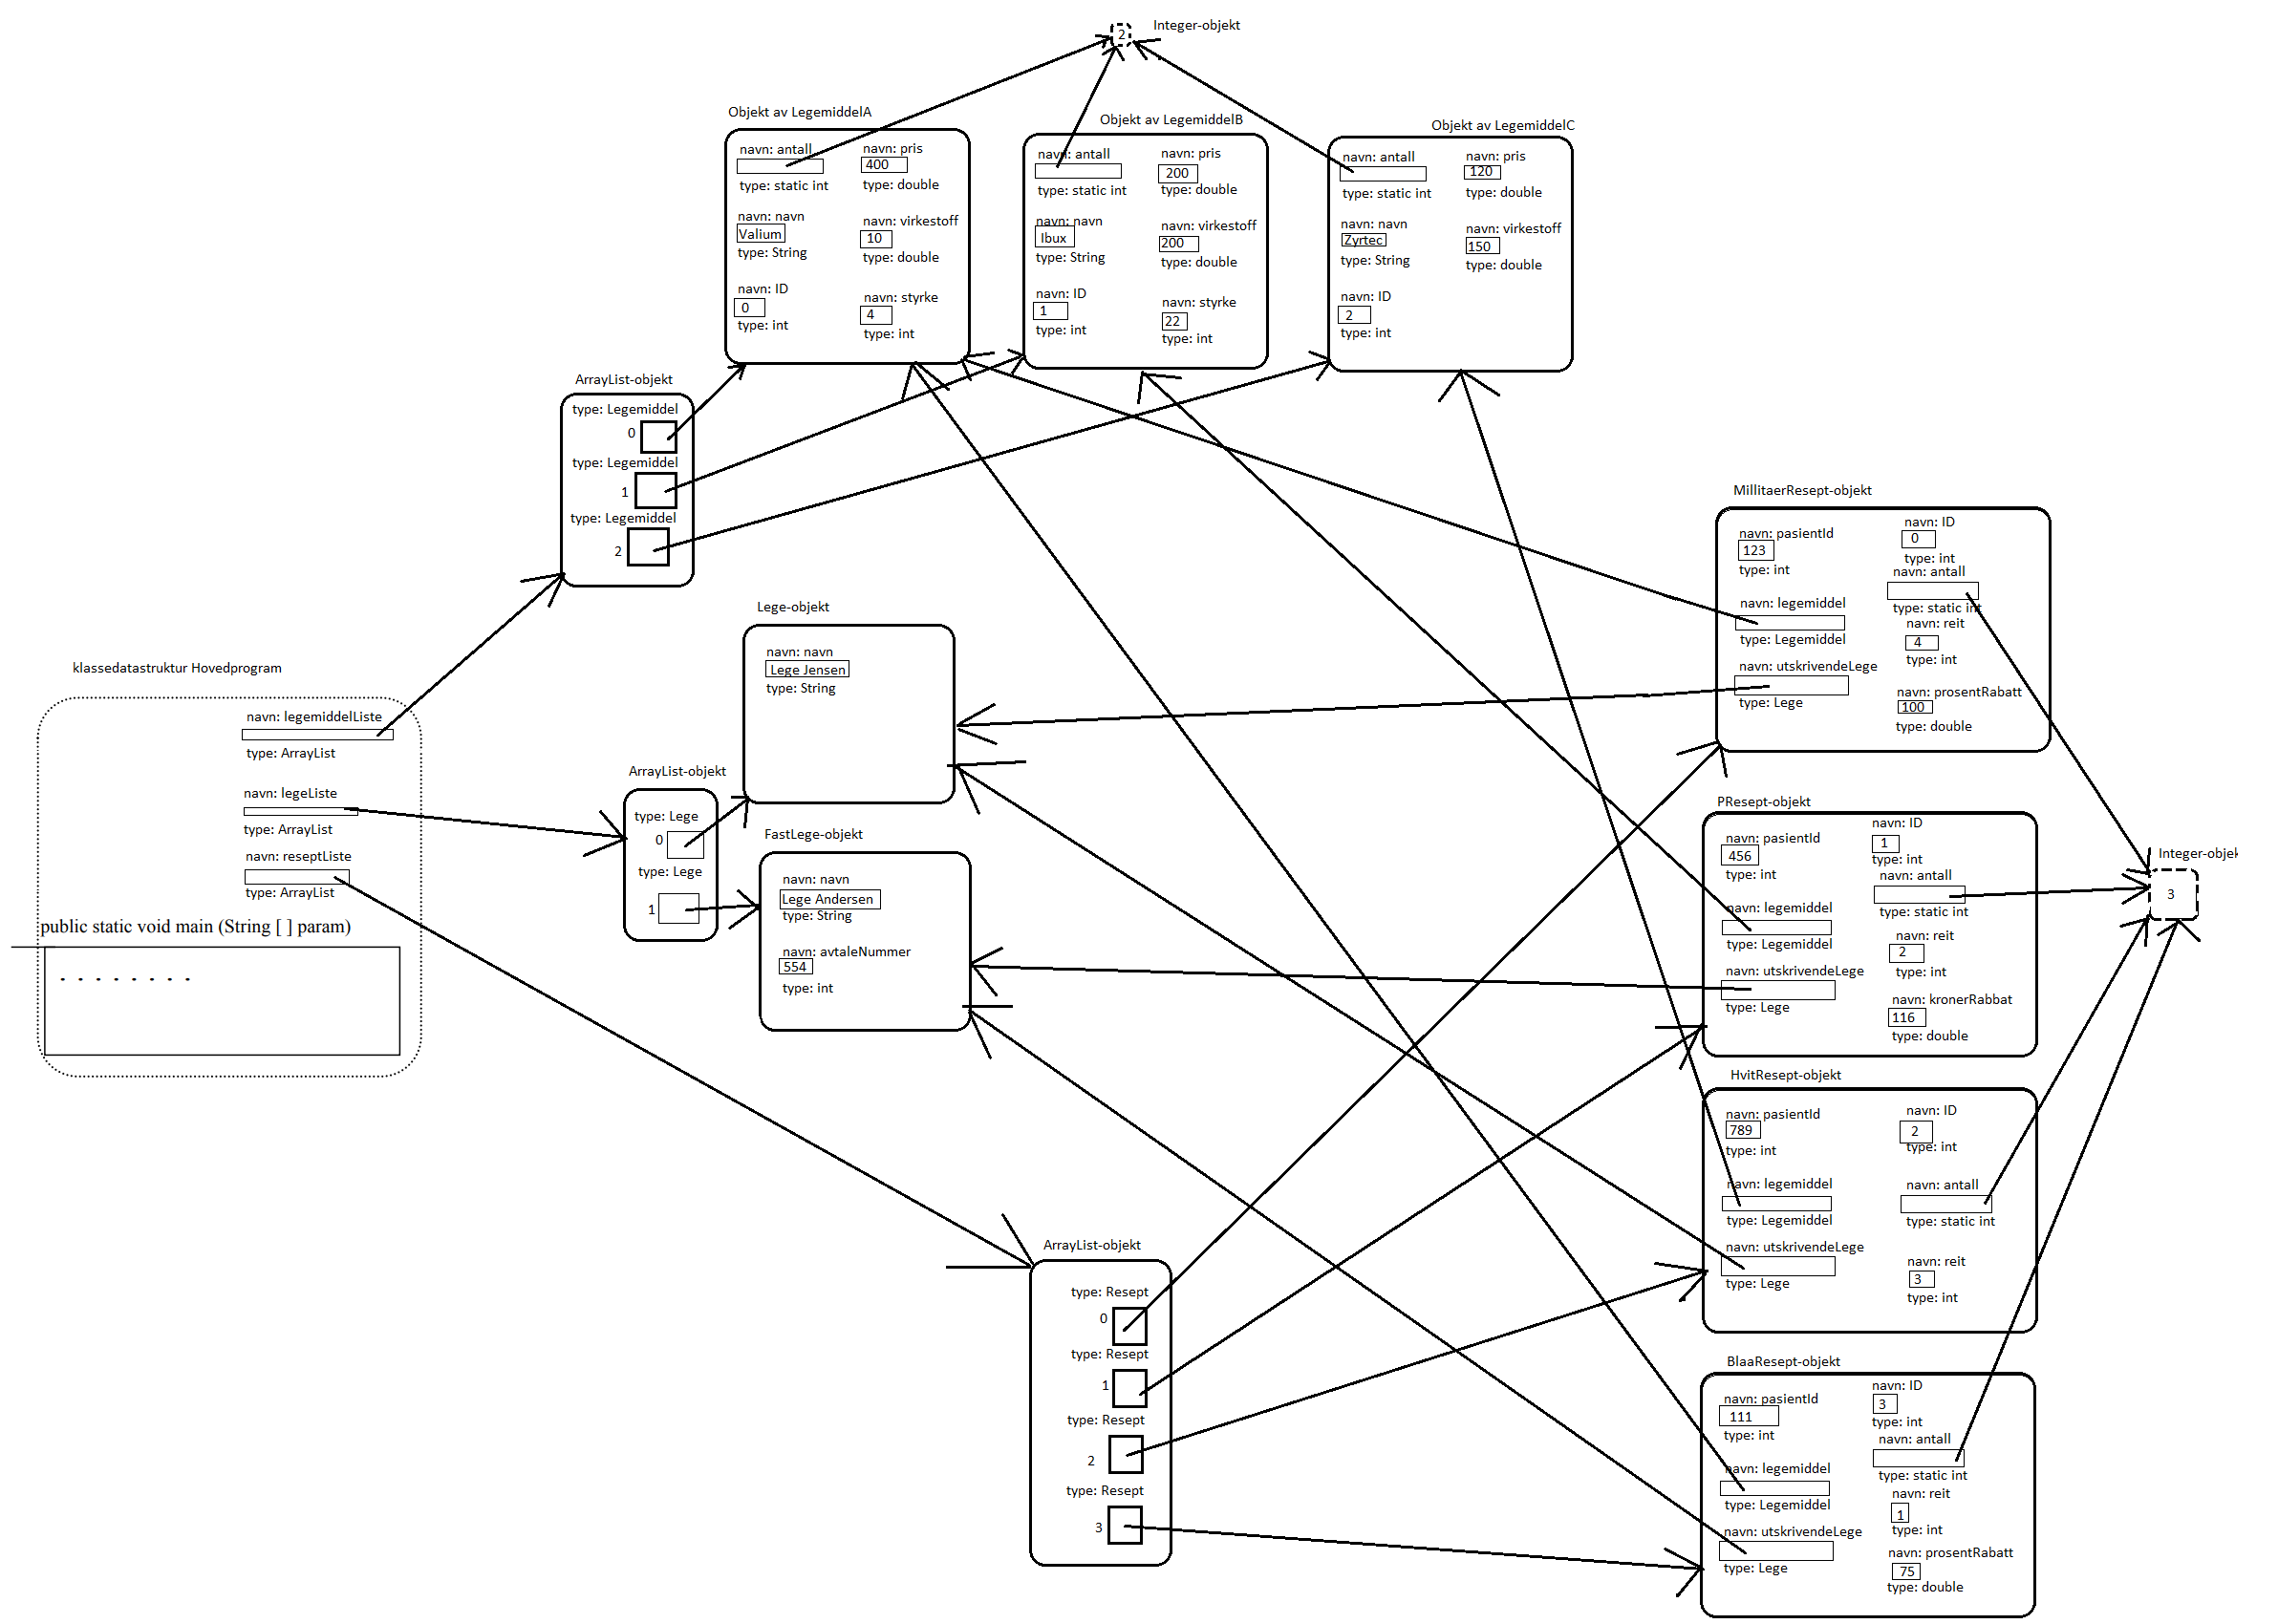 2
Integer-objekt
Objekt av LegemiddelA
navn: antall
type: static int
navn: pris
400
type: double
navn: navn
Valium
type: String
navn: virkestoff
10
type: double
navn: ID
0
type: int
navn: styrke
4
type: int
Objekt av LegemiddelB
navn: antall
type: static int
navn: pris
200
type: double
navn: navn
Ibux
type: String
navn: virkestoff
200
type: double
navn: ID
1
type: int
navn: styrke
22
type: int
Objekt av LegemiddelC
navn: antall
type: static int
navn: pris
120
type: double
navn: navn
Zyrtec
type: String
navn: virkestoff
150
type: double
navn: ID
2
type: int
ArrayList-objekt
type: Legemiddel
0
type: Legemiddel
1
type: Legemiddel
2
Lege-objekt
navn: navn
Lege Jensen
type: String
klassedatastruktur Hovedprogram
navn: legemiddelListe
type: ArrayList
navn: legeListe
type: ArrayList
navn: reseptListe
type: ArrayList
public static void main (String [ ] param)
- - - - - - - -
ArrayList-objekt
type: Lege
0
type: Lege
1
FastLege-objekt
navn: navn
Lege Andersen
type: String
navn: avtaleNummer
554
type: int
ArrayList-objekt
type: Resept
0
type: Resept
1
type: Resept
2
type: Resept
3
MillitaerResept-objekt
navn: pasientId
123
type: int
navn: legemiddel
type: Legemiddel
navn: utskrivendeLege
type: Lege
navn: ID
0
type: int
navn: antall
type: static int
navn: reit
4
type: int
navn: prosentRabatt
100
type: double
PResept-objekt
navn: pasientId
456
type: int
navn: legemiddel
type: Legemiddel
navn: utskrivendeLege
type: Lege
navn: ID
1
type: int
navn: antall
type: static int
navn: reit
2
type: int
navn: kronerRabbat
116
type: double
Integer-objek
3
HvitResept-objekt
navn: pasientId
789
type: int
navn: legemiddel
type: Legemiddel
navn: utskrivendeLege
type: Lege
navn: ID
2
type: int
navn: antall
type: static int
navn: reit
3
type: int
BlaaResept-objekt
navn: pasientId
111
type: int
navn: legemiddel
type: Legemiddel
navn: utskrivendeLege
type: Lege
navn: ID
3
type: int
navn: antall
type: static int
navn: reit
1
type: int
navn: prosentRabatt
75
type: double